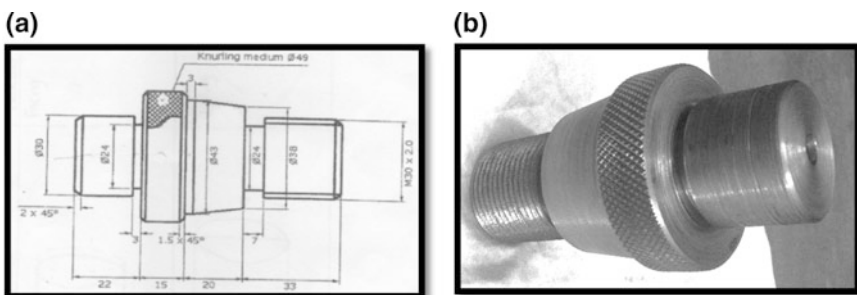 (a)
(b)
Knurling medium Ø49
3
Ø30
Ø24
Ø43
Ø24
Ø38
M30 x 2.0
2 x 45°
3
1.5 x 45°
7
22
15
20
33